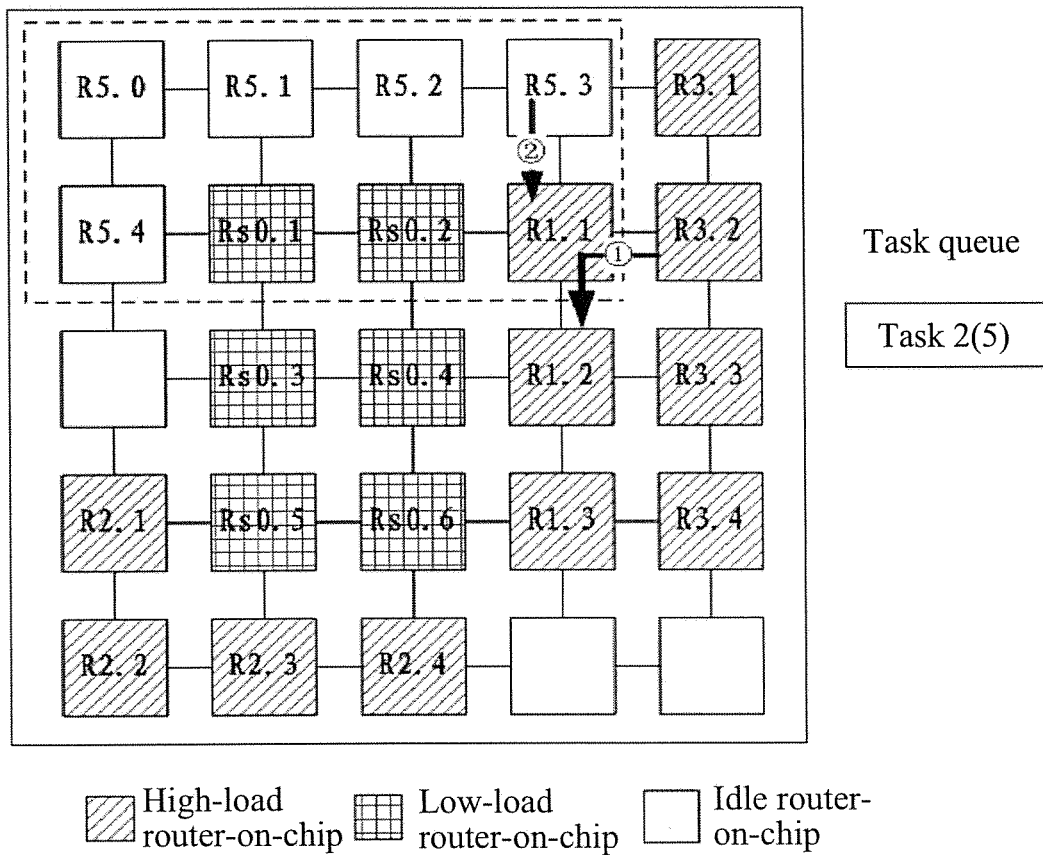 R5.0 R5.1 R5.2 R5.3 R3.1
②
R5.4 Rs0.1 Rs0.2 R1.1 R3.2
①
Task queue
Task 2(5)
Rs0.3 Rs0.4 R1.2 R3.3
R2.1 Rs0.5 Rs0.6 R1.3 R3.4
R2.2 R2.3 R2.4
High-load
router-on-chip
Low-load
router-on-chip
Idle router-
on-chip